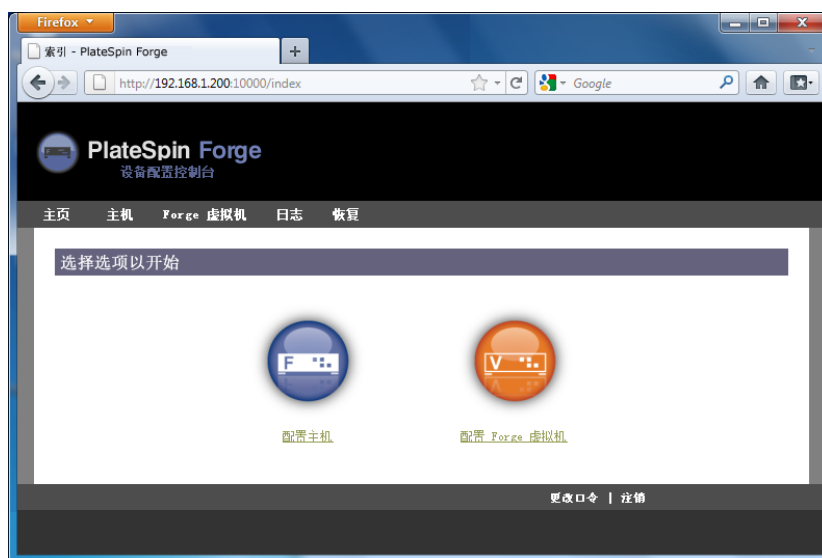 Firefox
索引 - PlateSpin Forge
http://192.168.1.200:10000/index
Google
PlateSpin Forge
设备配置控制台
主页 主机 Forge 虚拟机 日志 恢复
选择选项以开始
F V
配置主机 配置 Forge 虚拟机
更改口令 | 注销